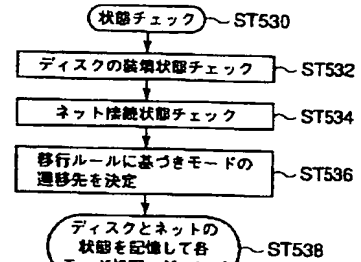 状態チェック ST530
ディスクの装填状態チェック ST532
ネット接続状態チェック ST534
移行ルールに基づきモードの
遷移先を決定 ST536
ディスクとネットの
状態を記憶して各 ST538